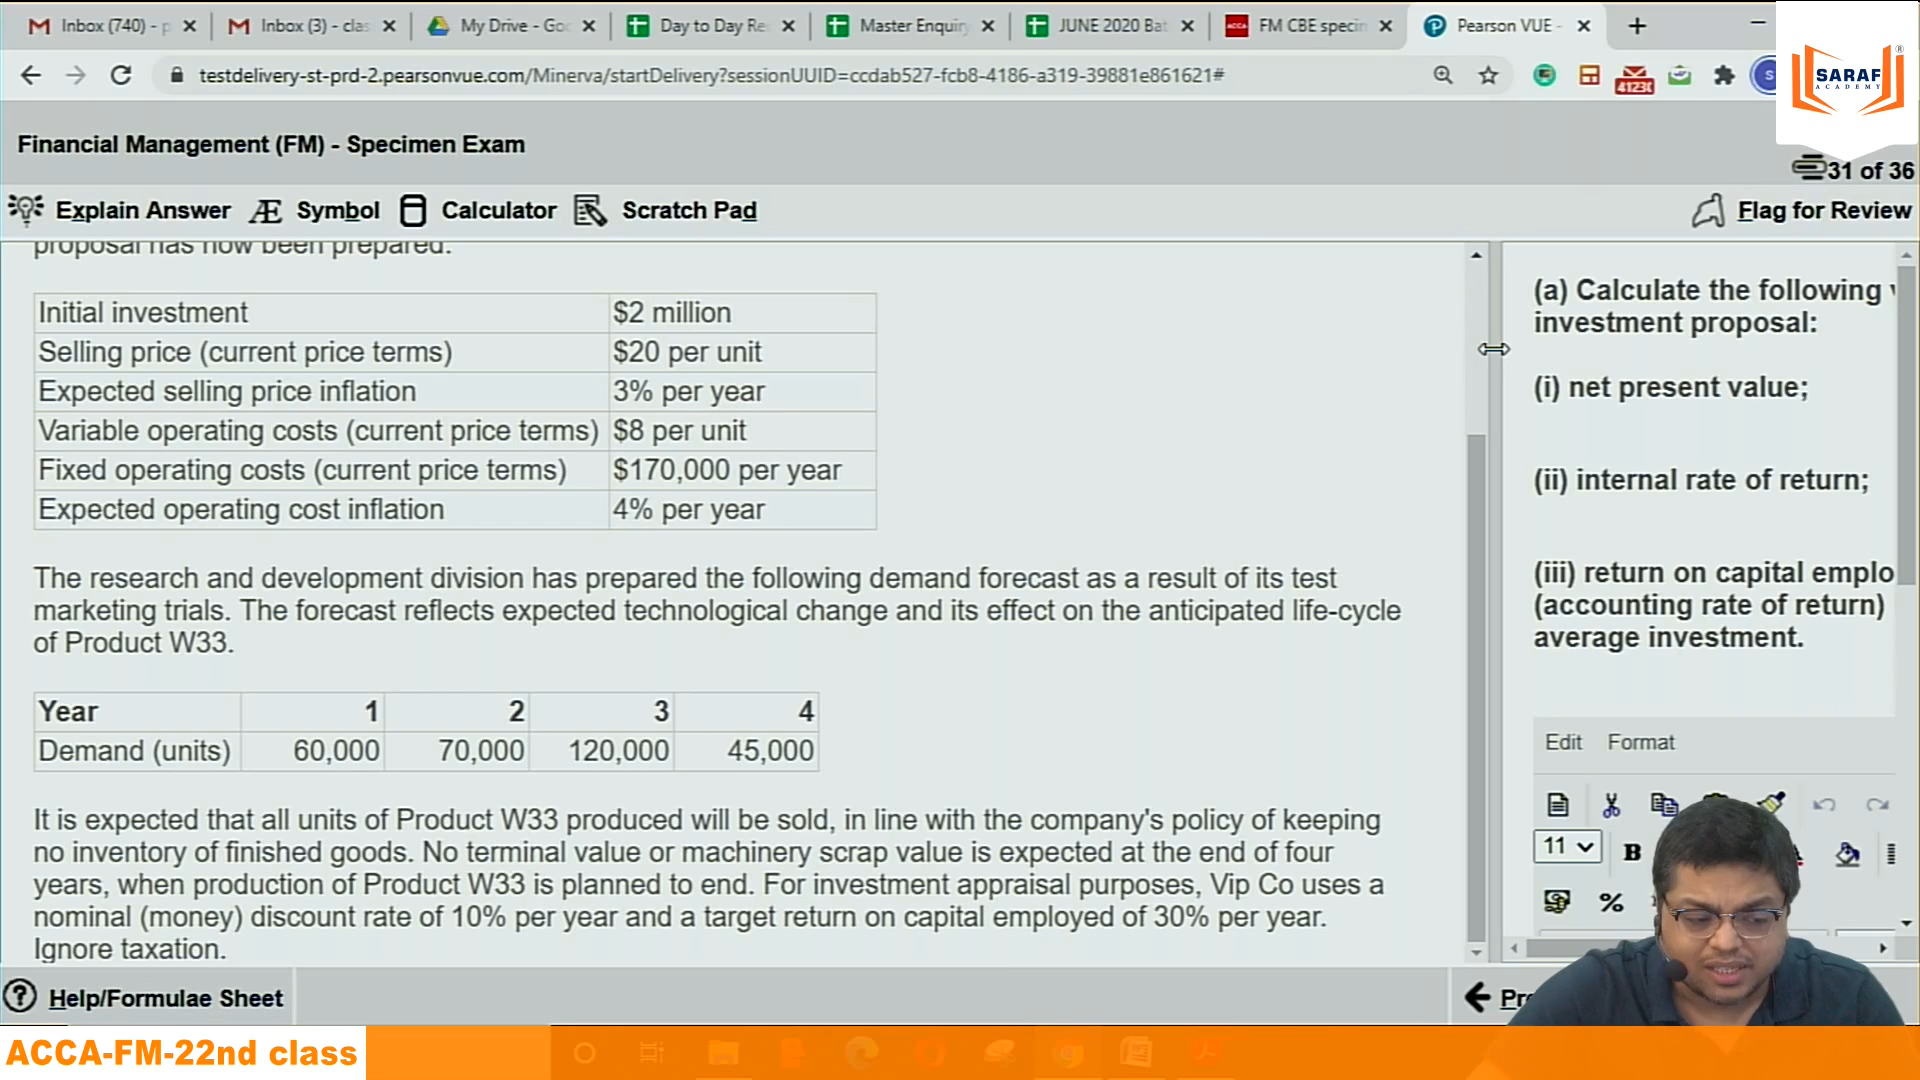 Inbox (740) - p
Inbox (3) - clas
My Drive - Goo
Day to Day Re
Master Enquiry
JUNE 2020 Bat
FM CBE specin
Pearson VUE -
testdelivery-st-prd-2.pearsonvue.com/Minerva/startDelivery?sessionUUID=ccdab527-fcb8-4186-a319-39881e861621#
SARAF
ACADEMY
Financial Management (FM) - Specimen Exam
31 of 36
Explain Answer
Symbol
Calculator
Scratch Pad
Flag for Review
proposal has now been prepared.
Initial investment $2 million
Selling price (current price terms) $20 per unit
Expected selling price inflation 3% per year
Variable operating costs (current price terms) $8 per unit
Fixed operating costs (current price terms) $170,000 per year
Expected operating cost inflation 4% per year
The research and development division has prepared the following demand forecast as a result of its test
marketing trials. The forecast reflects expected technological change and its effect on the anticipated life-cycle
of Product W33.
Year 1 2 3 4
Demand (units) 60,000 70,000 120,000 45,000
It is expected that all units of Product W33 produced will be sold, in line with the company's policy of keeping
no inventory of finished goods. No terminal value or machinery scrap value is expected at the end of four
years, when production of Product W33 is planned to end. For investment appraisal purposes, Vip Co uses a
nominal (money) discount rate of 10% per year and a target return on capital employed of 30% per year.
Ignore taxation.
(a) Calculate the following
investment proposal:
(i) net present value;
(ii) internal rate of return;
(iii) return on capital emplo
(accounting rate of return)
average investment.
Edit Format
11
B
%
Help/Formulae Sheet
Pr
ACCA-FM-22nd class